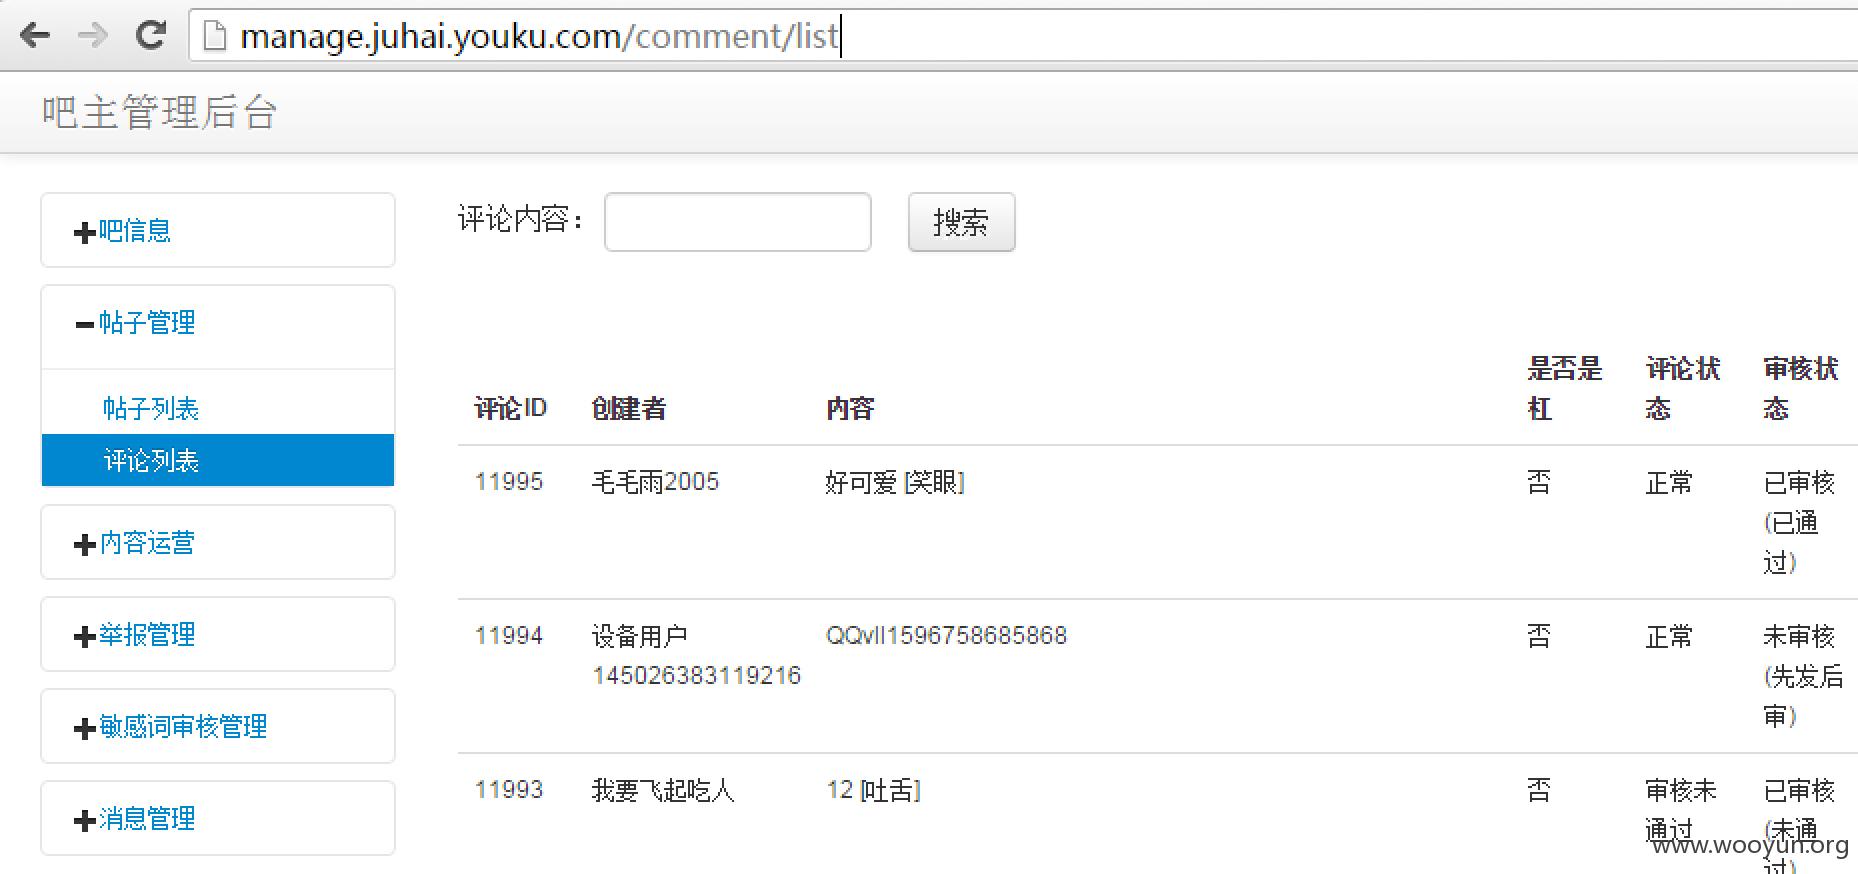 manage.juhai.youku.com/comment/list
吧主管理后台
吧信息
帖子管理
帖子列表
评论列表
内容运营
举报管理
敏感词审核管理
消息管理
评论内容：
搜索
评论ID 创建者 内容 是否是杠 评论状态 审核状态
11995 毛毛雨2005 好可爱 [笑眼] 否 正常 已审核(已通过)
11994 设备用户145026383119216 QQvll1596758685868 否 正常 未审核(先发后审)
11993 我要飞起吃人 12 [吐舌] 否 审核未通过 已审核(未通过)
www.wooyun.org